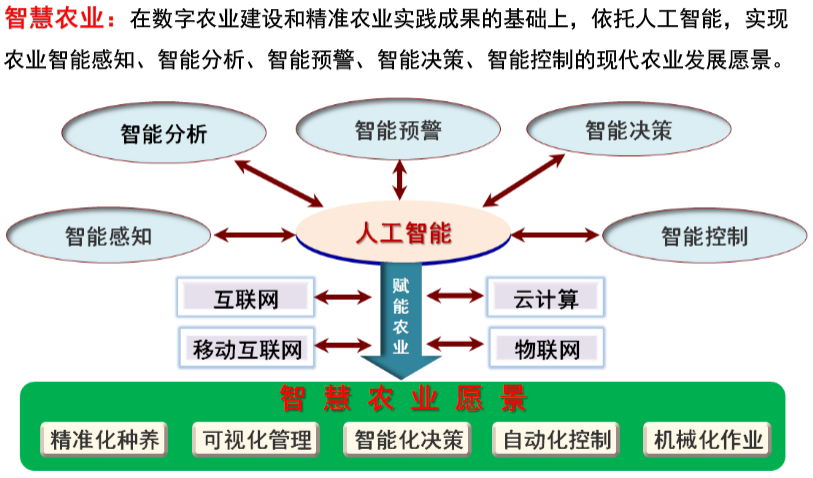 智慧农业：在数字农业建设和精准农业实践成果的基础上，依托人工智能，实现
农业智能感知、智能分析、智能预警、智能决策、智能控制的现代农业发展愿景。
智能分析
智能预警
智能决策
智能感知
人工智能
智能控制
赋能农业
互联网
云计算
移动互联网
物联网
智慧农业愿景
精准化种养
可视化管理
智能化决策
自动化控制
机械化作业